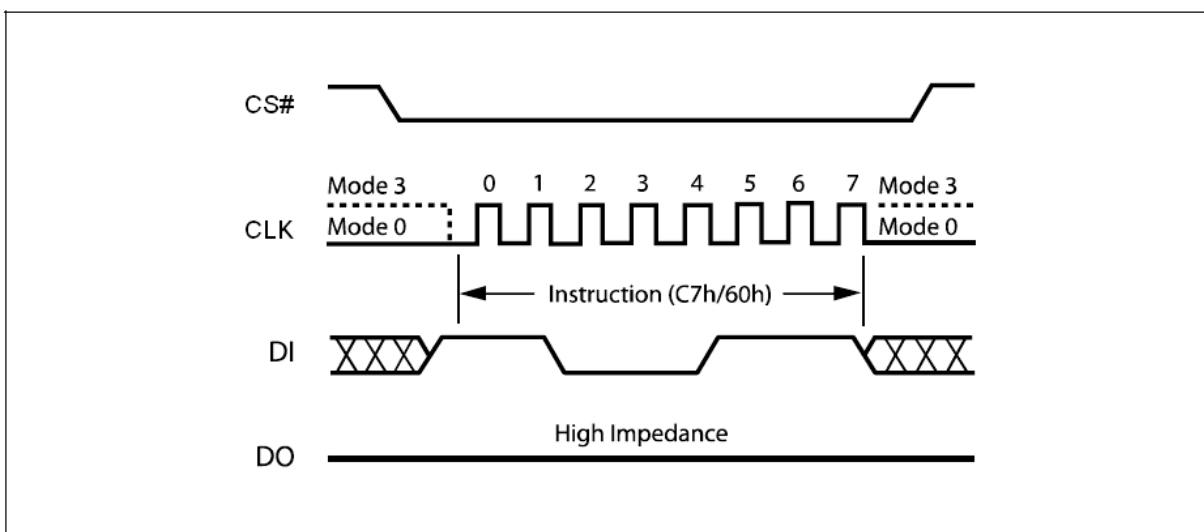 CS#
Mode 3 0 1 2 3 4 5 6 7 Mode 3
CLK Mode 0 Mode 0
Instruction (C7h/60h)
DI
High Impedance
DO